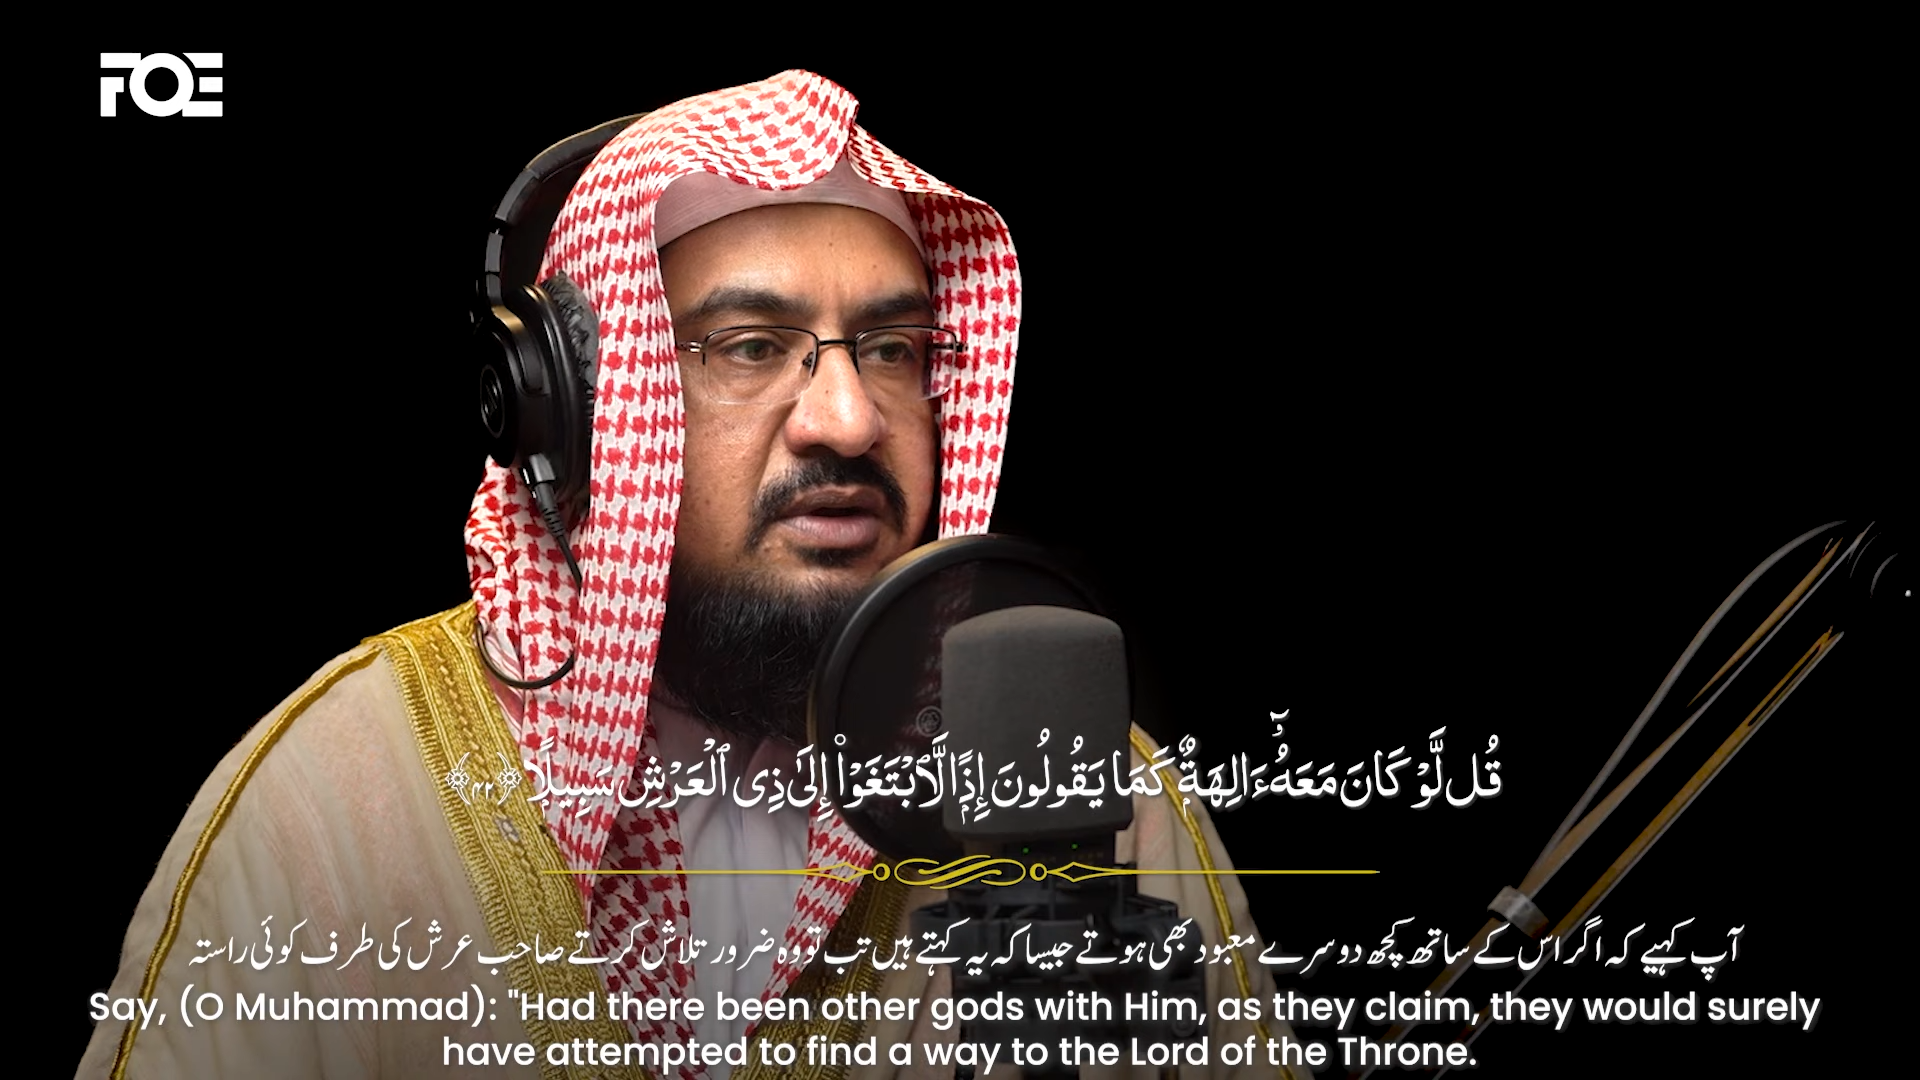 FOE
قُل لَّوْ كَانَ مَعَهُۥٓ ءَالِهَةٌۭ كَمَا يَقُولُونَ إِذًۭا لَّٱبْتَغَوْا۟ إِلَىٰ ذِى ٱلْعَرْشِ سَبِيلًۭا ﴿٤٢﴾
آپ کہیے کہ اگر اس کے ساتھ کچھ دوسرے معبود بھی ہوتے جیسا کہ یہ کہتے ہیں تب تو وہ ضرور تلاش کرتے صاحب عرش کی طرف کوئی راستہ
Say, (O Muhammad): "Had there been other gods with Him, as they claim, they would surely
have attempted to find a way to the Lord of the Throne.